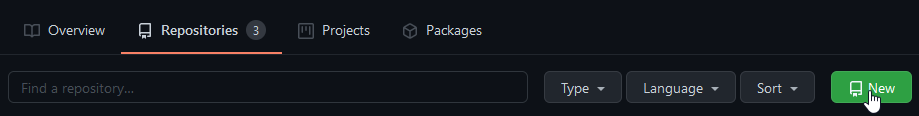 Overview Repositories 3 Projects Packages
Find a repository... Type Language Sort New